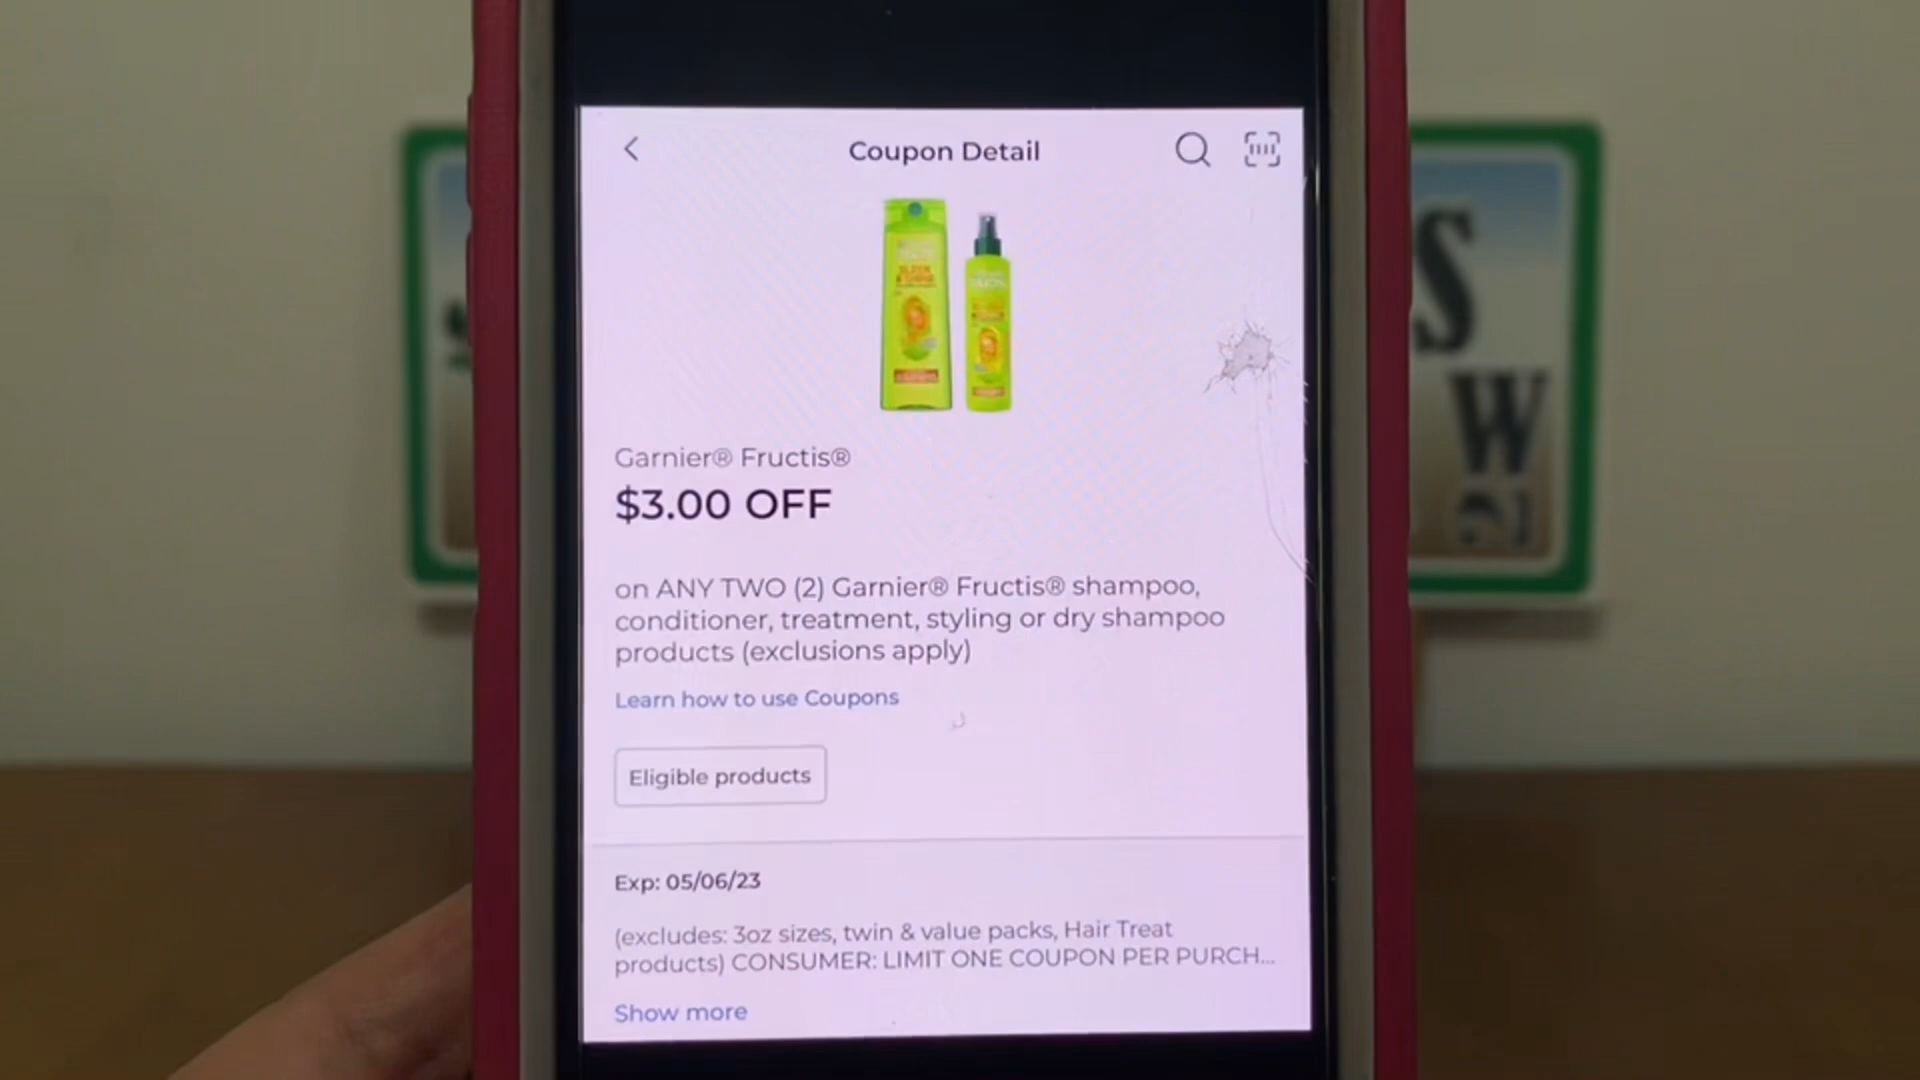 Coupon Detail
SLEEK
& SHINE
Garnier® Fructis®
$3.00 OFF
on ANY TWO (2) Garnier® Fructis® shampoo,
conditioner, treatment, styling or dry shampoo
products (exclusions apply)
Learn how to use Coupons
Eligible products
Exp: 05/06/23
(excludes: 3oz sizes, twin & value packs, Hair Treat
products) CONSUMER: LIMIT ONE COUPON PER PURCH...
Show more
S
W